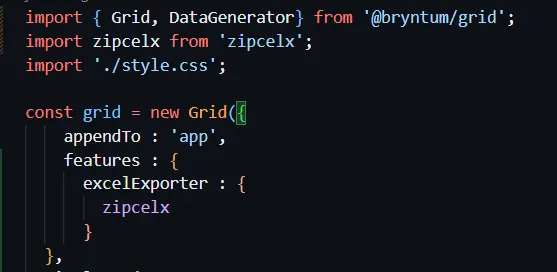 import { Grid, DataGenerator} from '@bryntum/grid';
import zipcelx from 'zipcelx';
import './style.css';
const grid = new Grid({
appendTo : 'app',
features : {
excelExporter : {
zipcelx
}
},